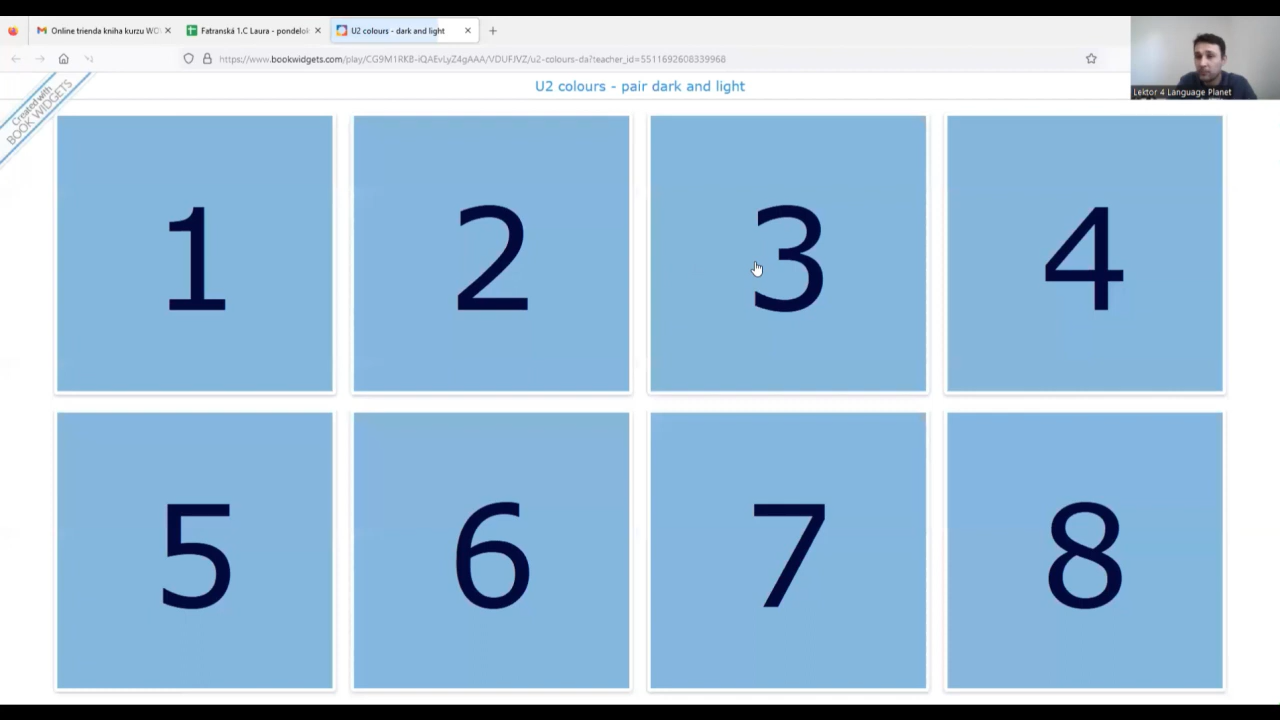 Online trienda kniha kurzu WD
Fatranská 1.C Laura - pondelo
U2 colours - dark and light
https://www.bookwidgets.com/play/CG9M1RKB-iQAEvLyZ4gAAA/VDUFJVZ/u2-colours-da?teacher_id=5511692608339968
Created with
BOOK WIDGETS
U2 colours - pair dark and light
Lektor 4 Language Planet
1 2 3 4
5 6 7 8